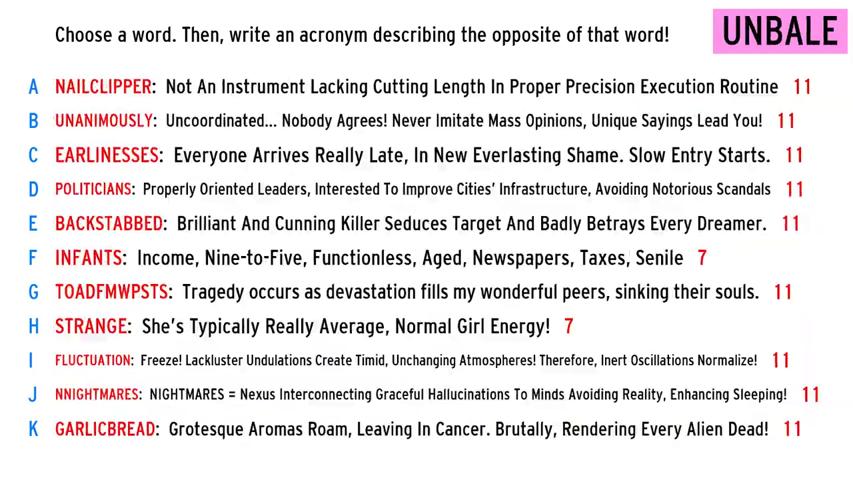 Choose a word. Then, write an acronym describing the opposite of that word!
UNBALE
A NAILCLIPPER: Not An Instrument Lacking Cutting Length In Proper Precision Execution Routine 11
B UNANIMOUSLY: Uncoordinated... Nobody Agrees! Never Imitate Mass Opinions, Unique Sayings Lead You! 11
C EARLINESSES: Everyone Arrives Really Late, In New Everlasting Shame. Slow Entry Starts. 11
D POLITICIANS: Properly Oriented Leaders, Interested To Improve Cities' Infrastructure, Avoiding Notorious Scandals 11
E BACKSTABBED: Brilliant And Cunning Killer Seduces Target And Badly Betrays Every Dreamer. 11
F INFANTS: Income, Nine-to-Five, Functionless, Aged, Newspapers, Taxes, Senile 7
G TOADFMWPSTS: Tragedy occurs as devastation fills my wonderful peers, sinking their souls. 11
H STRANGE: She's Typically Really Average, Normal Girl Energy! 7
I FLUCTUATION: Freeze! Lackluster Undulations Create Timid, Unchanging Atmospheres! Therefore, Inert Oscillations Normalize! 11
J NNIGHTMARES: NIGHTMARES = Nexus Interconnecting Graceful Hallucinations To Minds Avoiding Reality, Enhancing Sleeping! 11
K GARLICBREAD: Grotesque Aromas Roam, Leaving In Cancer. Brutally, Rendering Every Alien Dead! 11